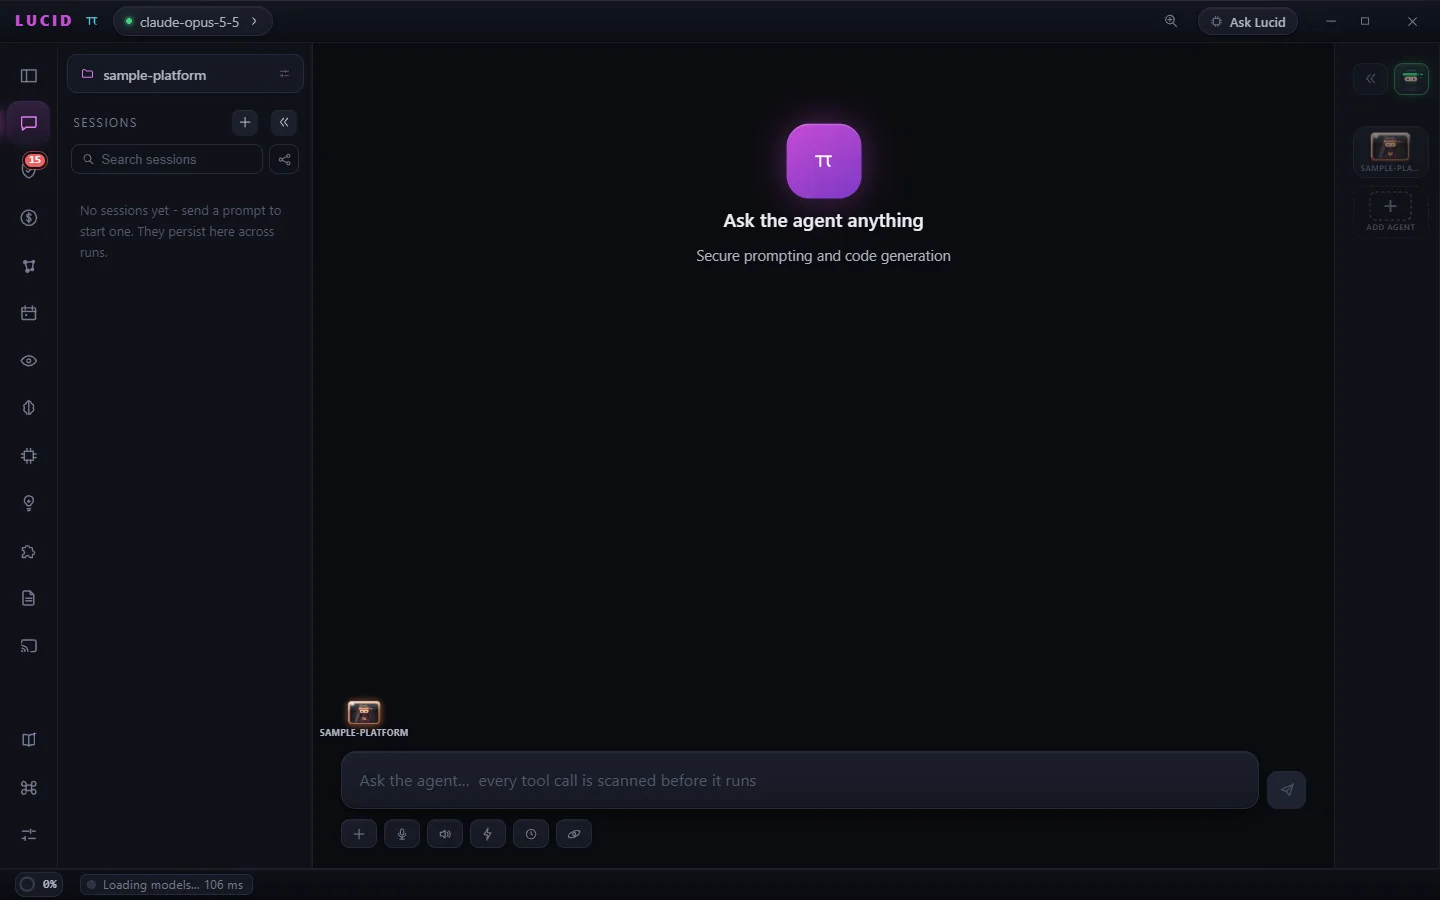 LUCID π
claude-opus-5-5
Ask Lucid
sample-platform
SESSIONS
Search sessions
15
No sessions yet - send a prompt to
start one. They persist here across
runs.
π
Ask the agent anything
Secure prompting and code generation
SAMPLE-PLA...
ADD AGENT
SAMPLE-PLATFORM
Ask the agent... every tool call is scanned before it runs
0%
Loading models... 106 ms